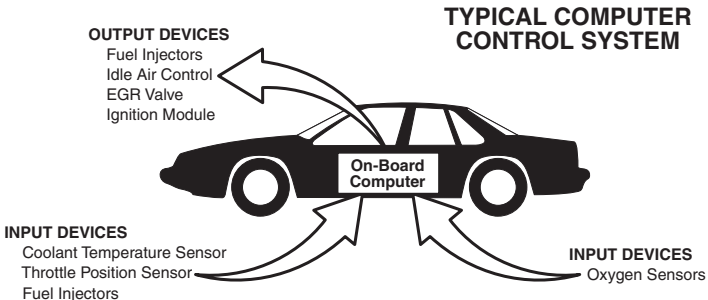 TYPICAL COMPUTER
CONTROL SYSTEM
OUTPUT DEVICES
Fuel Injectors
Idle Air Control
EGR Valve
Ignition Module
On-Board
Computer
INPUT DEVICES
Coolant Temperature Sensor
Throttle Position Sensor
Fuel Injectors
INPUT DEVICES
Oxygen Sensors